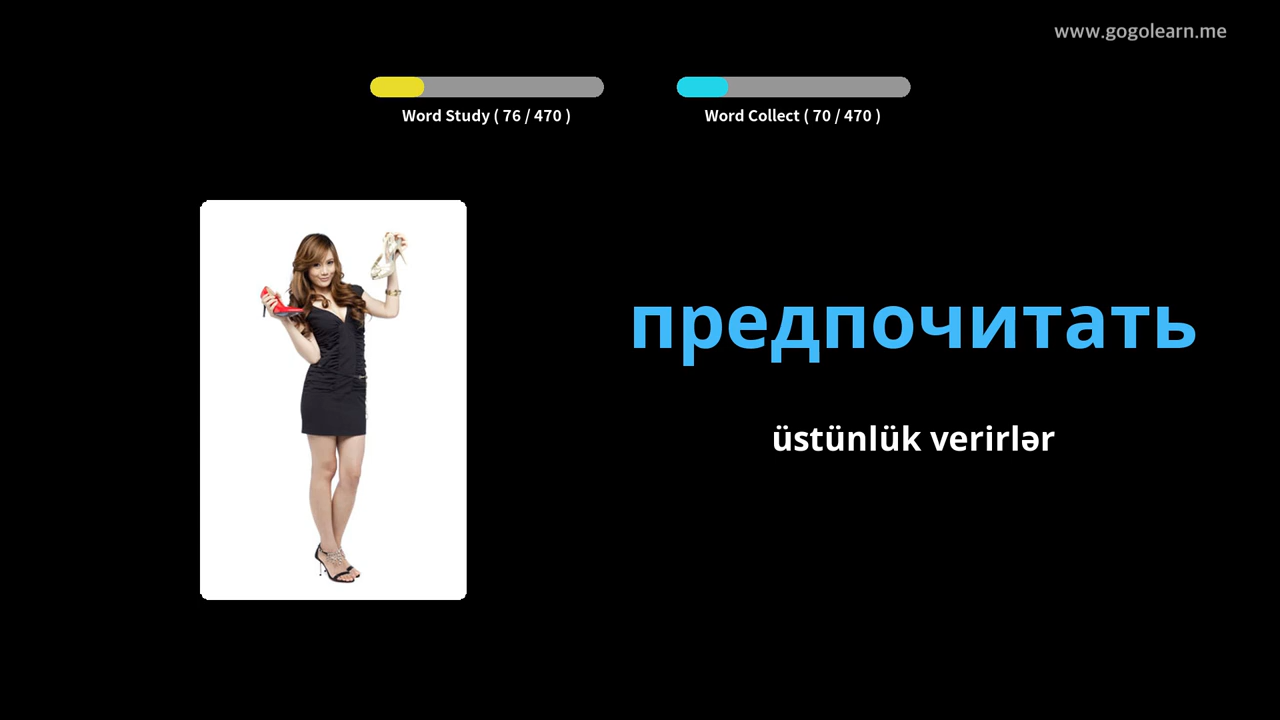 www.gogolearn.me
Word Study ( 76 / 470 )
Word Collect ( 70 / 470 )
предпочитать
üstünlük verirlər